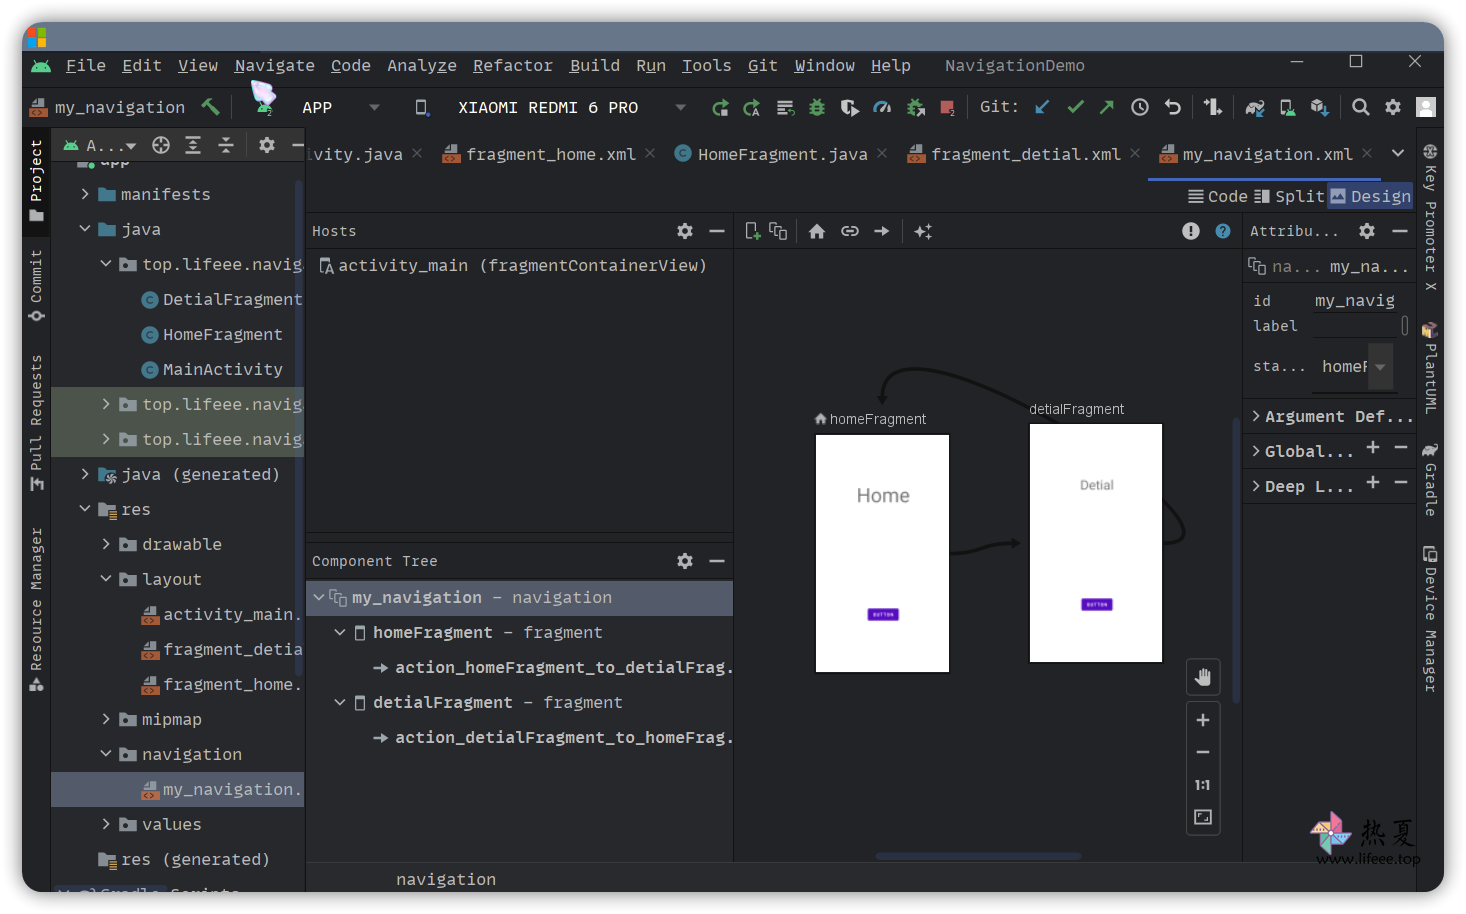 File Edit View Navigate Code Analyze Refactor Build Run Tools Git Window Help NavigationDemo
my_navigation APP XIAOMI REDMI 6 PRO Git:
A... ivity.java fragment_home.xml HomeFragment.java fragment_detial.xml my_navigation.xml
Code Split Design
Project
Commit
Pull Requests
Resource Manager
app
manifests
java
top.lifeee.navig
DetialFragment
HomeFragment
MainActivity
top.lifeee.navig
top.lifeee.navig
java (generated)
res
drawable
layout
activity_main.
fragment_detia
fragment_home.
mipmap
navigation
my_navigation.
values
res (generated)
Gradle Scripts
Hosts
activity_main (fragmentContainerView)
Component Tree
my_navigation - navigation
homeFragment - fragment
action_homeFragment_to_detialFrag.
detialFragment - fragment
action_detialFragment_to_homeFrag.
navigation
homeFragment
Home
BUTTON
detialFragment
Detial
BUTTON
1:1
Attribu...
na... my_na...
id my_navig
label
sta... homeF
Argument Def...
Global...
Deep L...
Key Promoter X
PlantUML
Gradle
Device Manager
热夏
www.lifeee.top